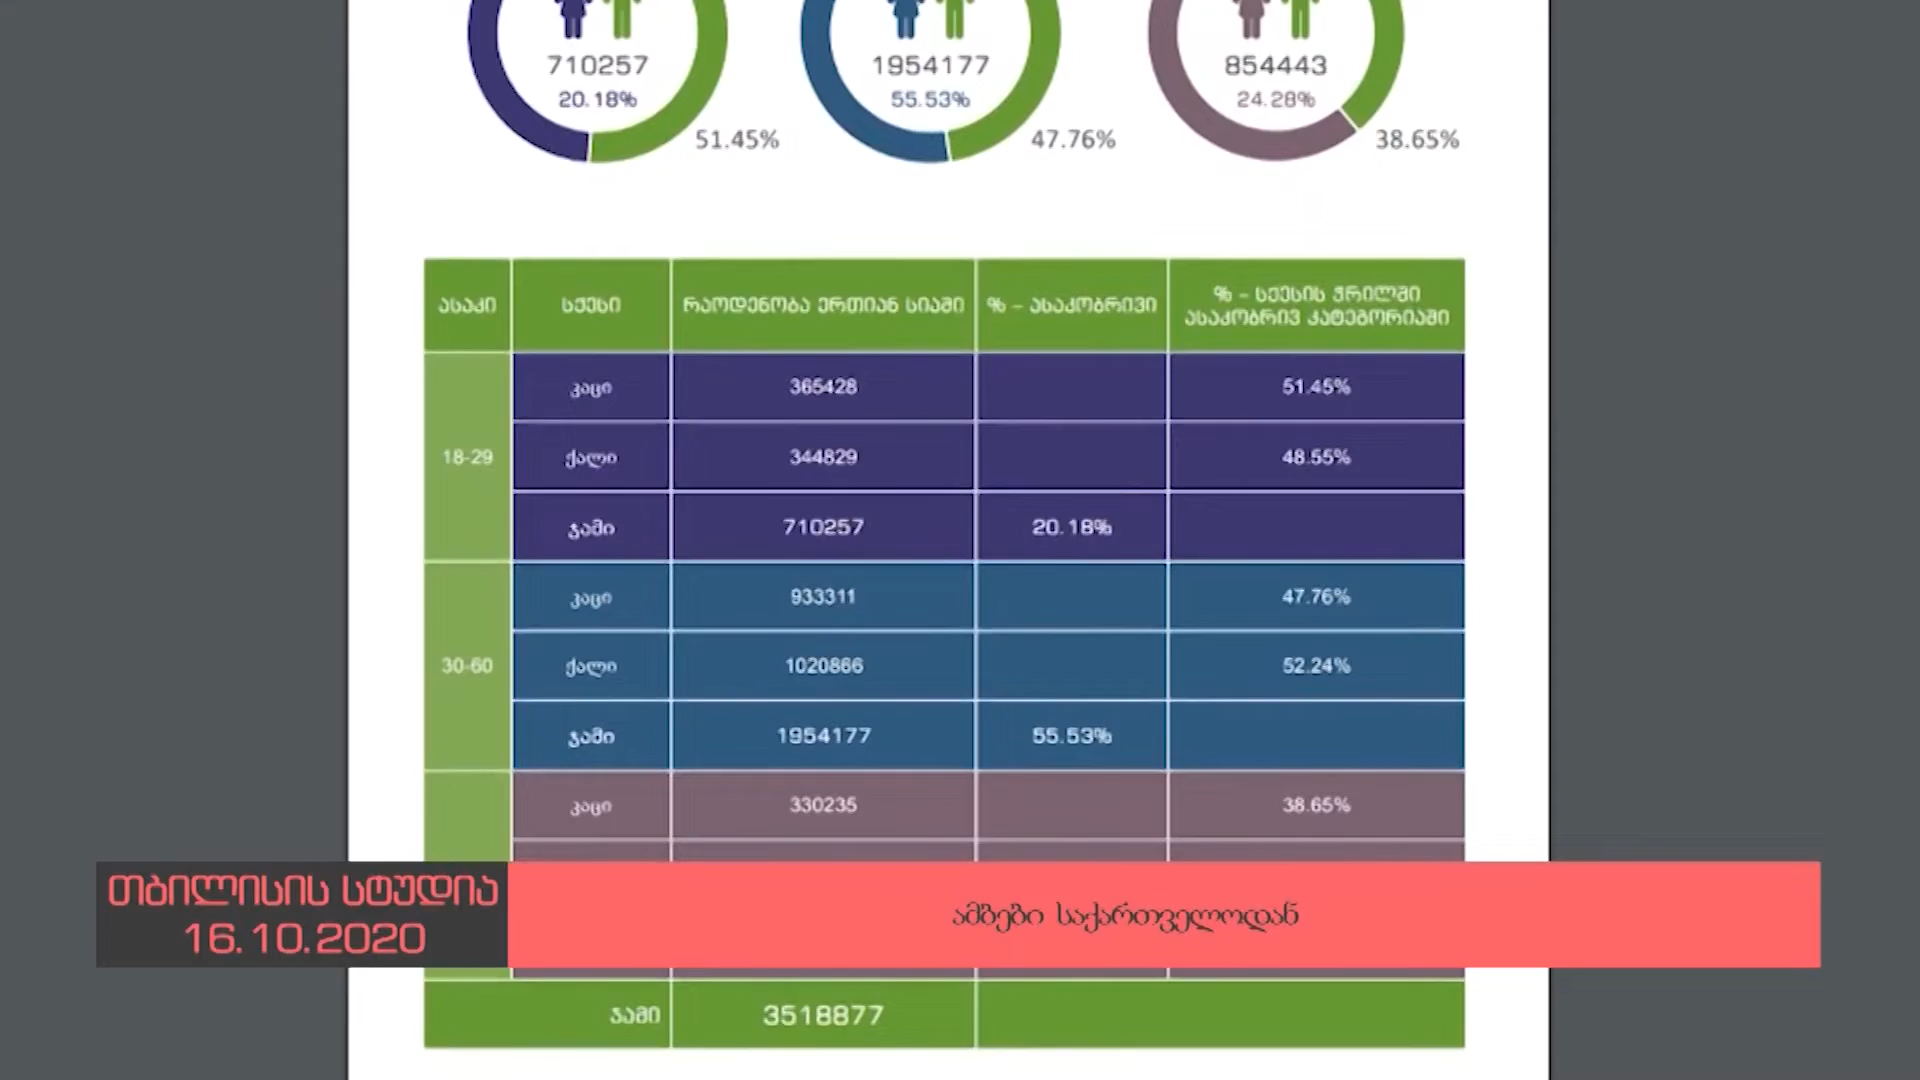 710257
20.18%
51.45%
1954177
55.53%
47.76%
854443
24.28%
38.65%
ასაკი სქესი რაოდენობა ერთიან სიაში % – ასაკობრივი % – სქესის ჭრილში
ასაკობრივ კატეგორიაში
კაცი 365428 51.45%
18-29 ქალი 344829 48.55%
ჯამი 710257 20.18%
კაცი 933311 47.76%
30-60 ქალი 1020866 52.24%
ჯამი 1954177 55.53%
კაცი 330235 38.65%
თბილისის სტუდია
16.10.2020
ამბები საქართველოდან
ჯამი 3518877